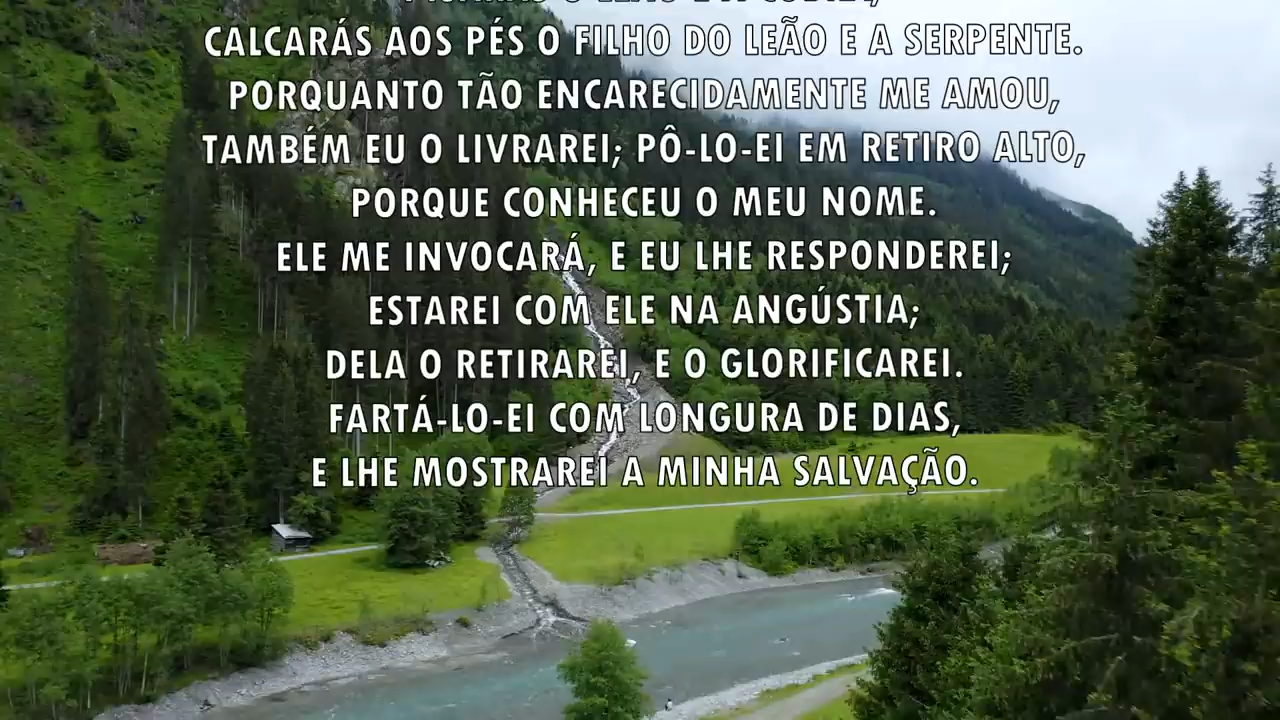 CALCARÁS AOS PÉS O FILHO DO LEÃO E A SERPENTE.
PORQUANTO TÃO ENCARECIDAMENTE ME AMOU,
TAMBÉM EU O LIVRAREI; PÔ-LO-EI EM RETIRO ALTO,
PORQUE CONHECEU O MEU NOME.
ELE ME INVOCARÁ, E EU LHE RESPONDEREI;
ESTAREI COM ELE NA ANGÚSTIA;
DELA O RETIRAREI, E O GLORIFICAREI.
FARTÁ-LO-EI COM LONGURA DE DIAS,
E LHE MOSTRAREI A MINHA SALVAÇÃO.